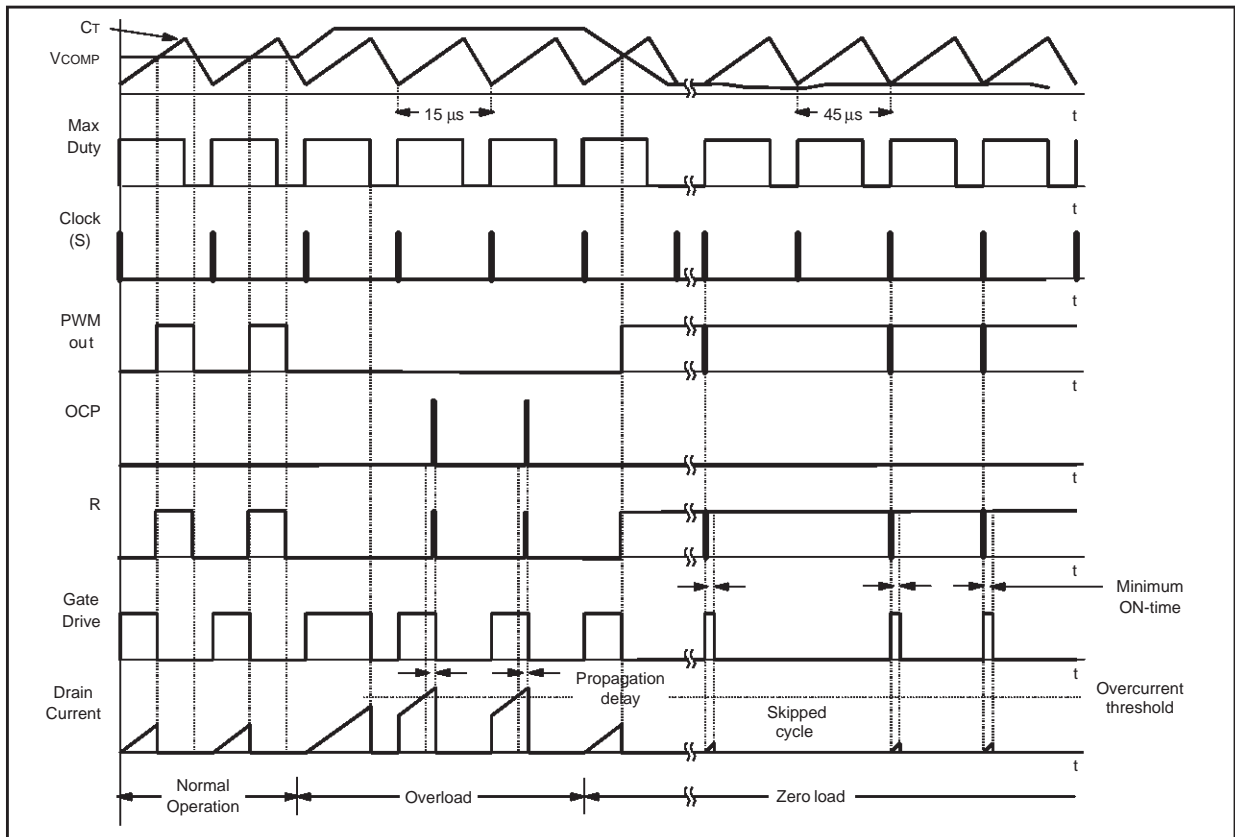 CT
VCOMP
15 µs
45 µs
t
Max
Duty
t
Clock
(S)
t
PWM
out
t
OCP
t
R
t
Minimum
ON-time
Gate
Drive
t
Propagation
delay
Overcurrent
threshold
Drain
Current
Skipped
cycle
t
Normal
Operation
Overload
Zero load